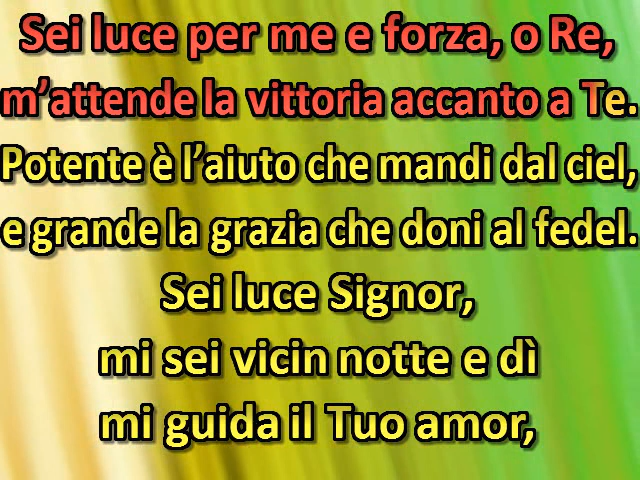 Sei luce per me e forza, o Re,
m’attende la vittoria accanto a Te.
Potente è l’aiuto che mandi dal ciel,
e grande la grazia che doni al fedel.
Sei luce Signor,
mi sei vicin notte e dì
mi guida il Tuo amor,